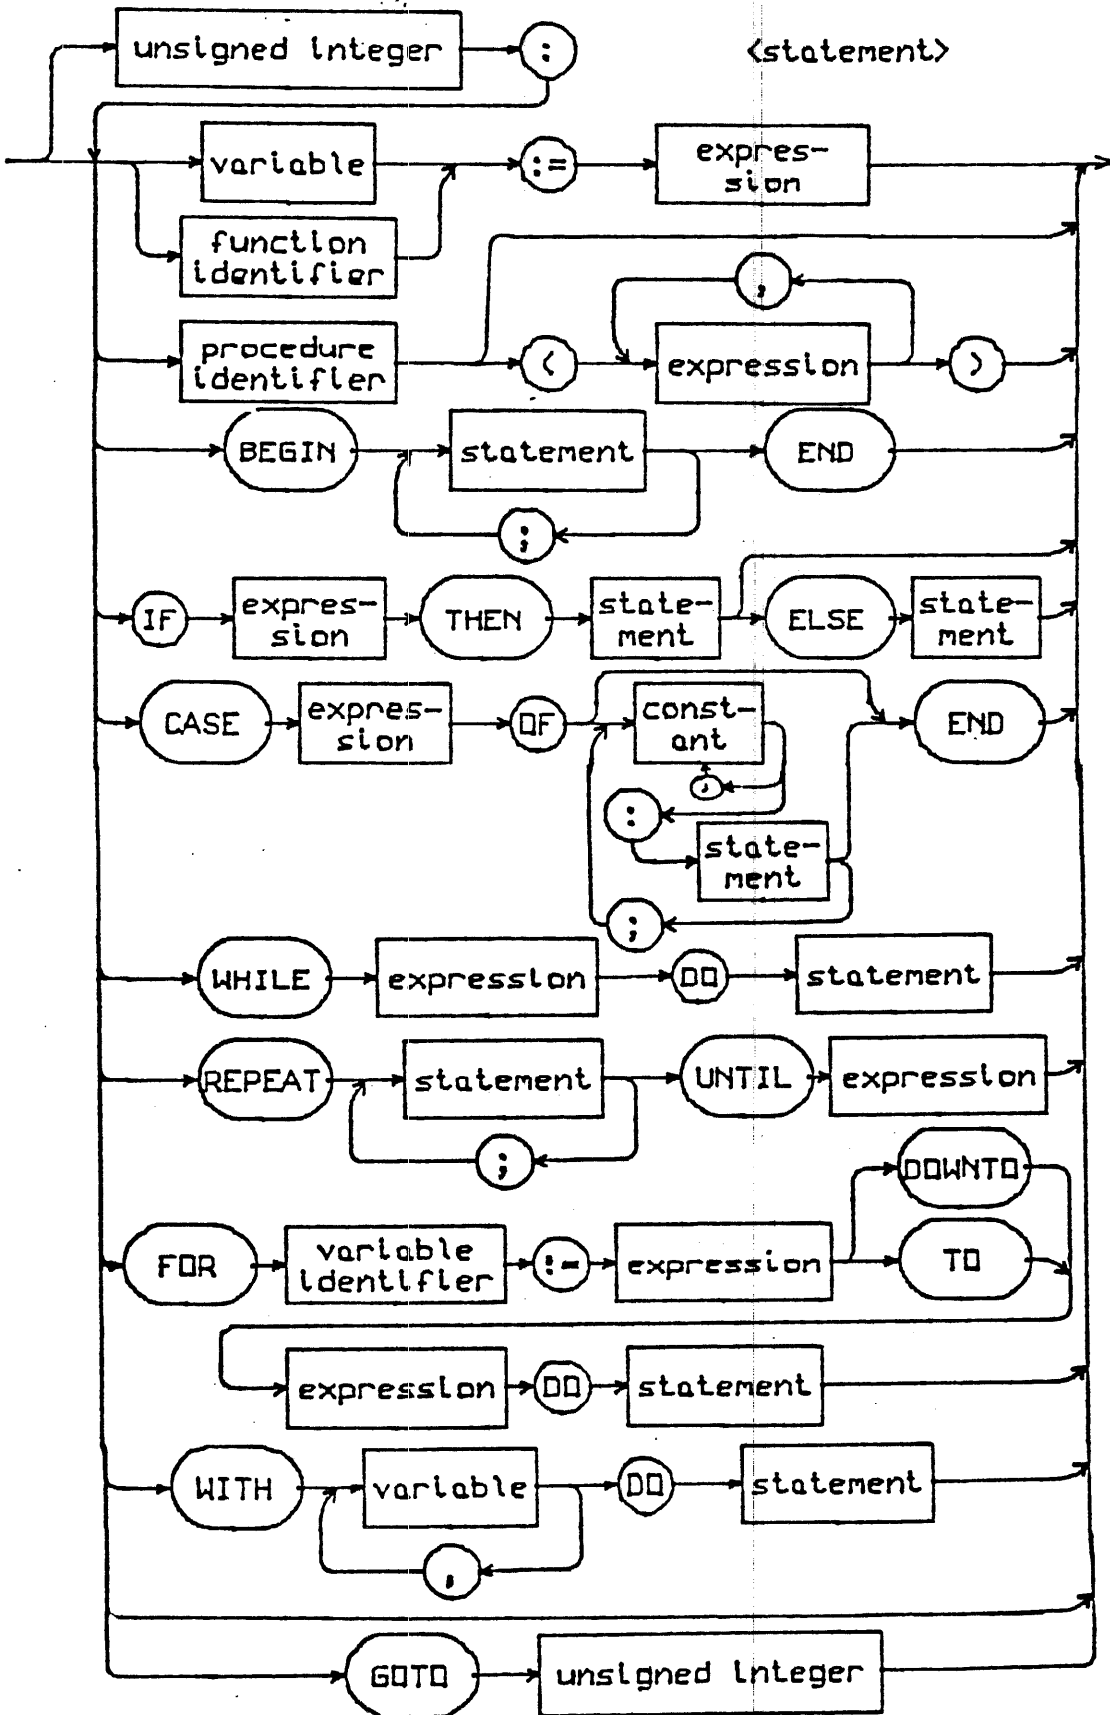 unsigned integer
:
<statement>
variable
:=
expres-
sion
function
identifier
,
procedure
identifier
(
expression
)
BEGIN
statement
END
;
IF
expres-
sion
THEN
state-
ment
ELSE
state-
ment
CASE
expres-
sion
OF
const-
ant
END
,
:
state-
ment
;
WHILE
expression
DO
statement
REPEAT
statement
UNTIL
expression
;
DOWNTO
FOR
variable
identifier
:=
expression
TO
expression
DO
statement
WITH
variable
DO
statement
,
GOTO
unsigned integer